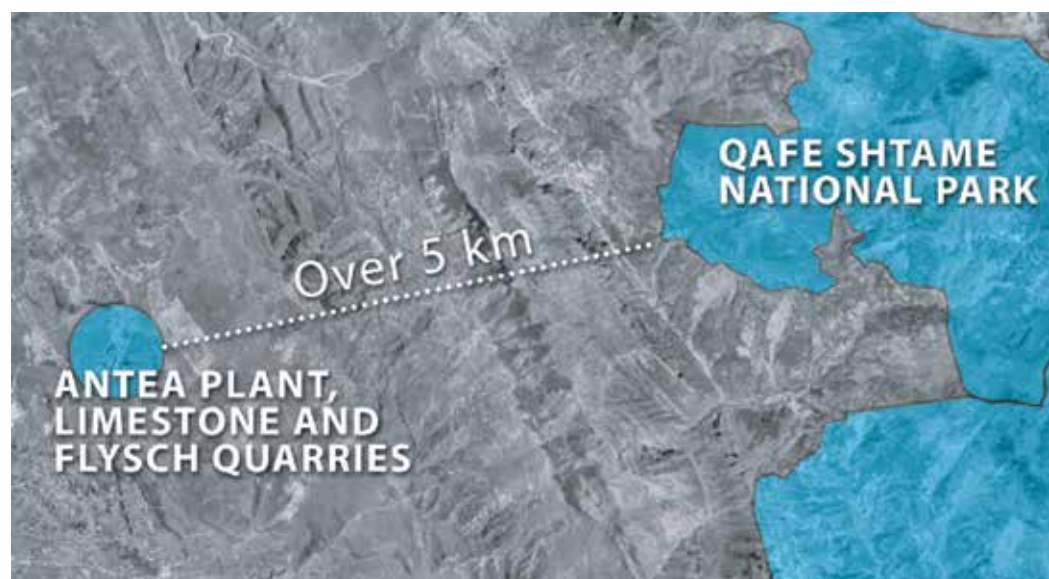 QAFE SHTAME
NATIONAL PARK
Over 5 km
ANTEA PLANT,
LIMESTONE AND
FLYSCH QUARRIES